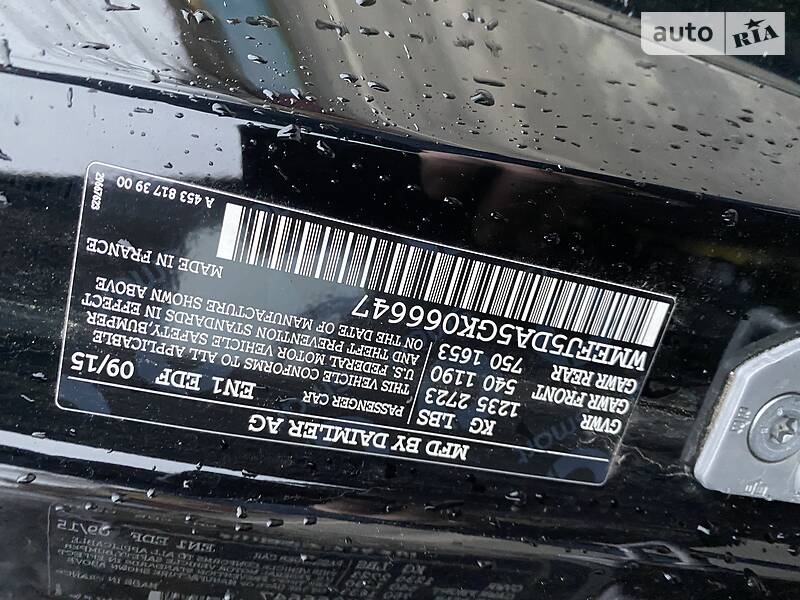 auto RIA
MFD BY DAIMLER AG
PASSENGER CAR
EN1 EDF
09/15
KG LBS
GVWR 1235 2723
GAWR FRONT 540 1190
GAWR REAR 750 1653
THIS VEHICLE CONFORMS TO ALL APPLICABLE
U.S. FEDERAL MOTOR VEHICLE SAFETY, BUMPER
AND THEFT PREVENTION STANDARDS IN EFFECT
ON THE DATE OF MANUFACTURE SHOWN ABOVE
WMEFJ5DA5GK066647
MADE IN FRANCE
A 453 817 39 00
smart